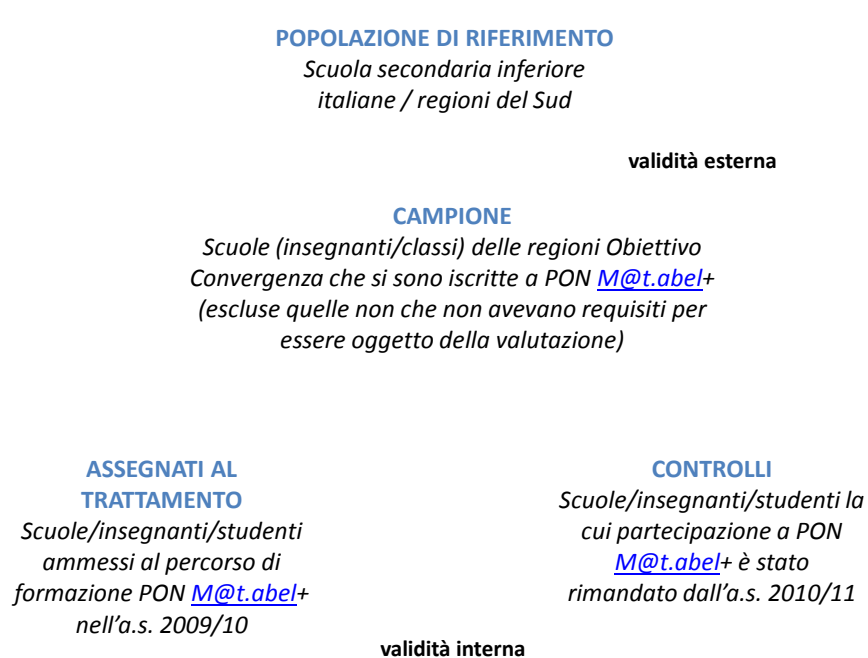 POPOLAZIONE DI RIFERIMENTO
Scuola secondaria inferiore
italiane / regioni del Sud
validità esterna
CAMPIONE
Scuole (insegnanti/classi) delle regioni Obiettivo
Convergenza che si sono iscritte a PON M@t.abel+
(escluse quelle non che non avevano requisiti per
essere oggetto della valutazione)
ASSEGNATI AL
TRATTAMENTO
Scuole/insegnanti/studenti
ammessi al percorso di
formazione PON M@t.abel+
nell'a.s. 2009/10
CONTROLLI
Scuole/insegnanti/studenti la
cui partecipazione a PON
M@t.abel+ è stato
rimandato dall'a.s. 2010/11
validità interna